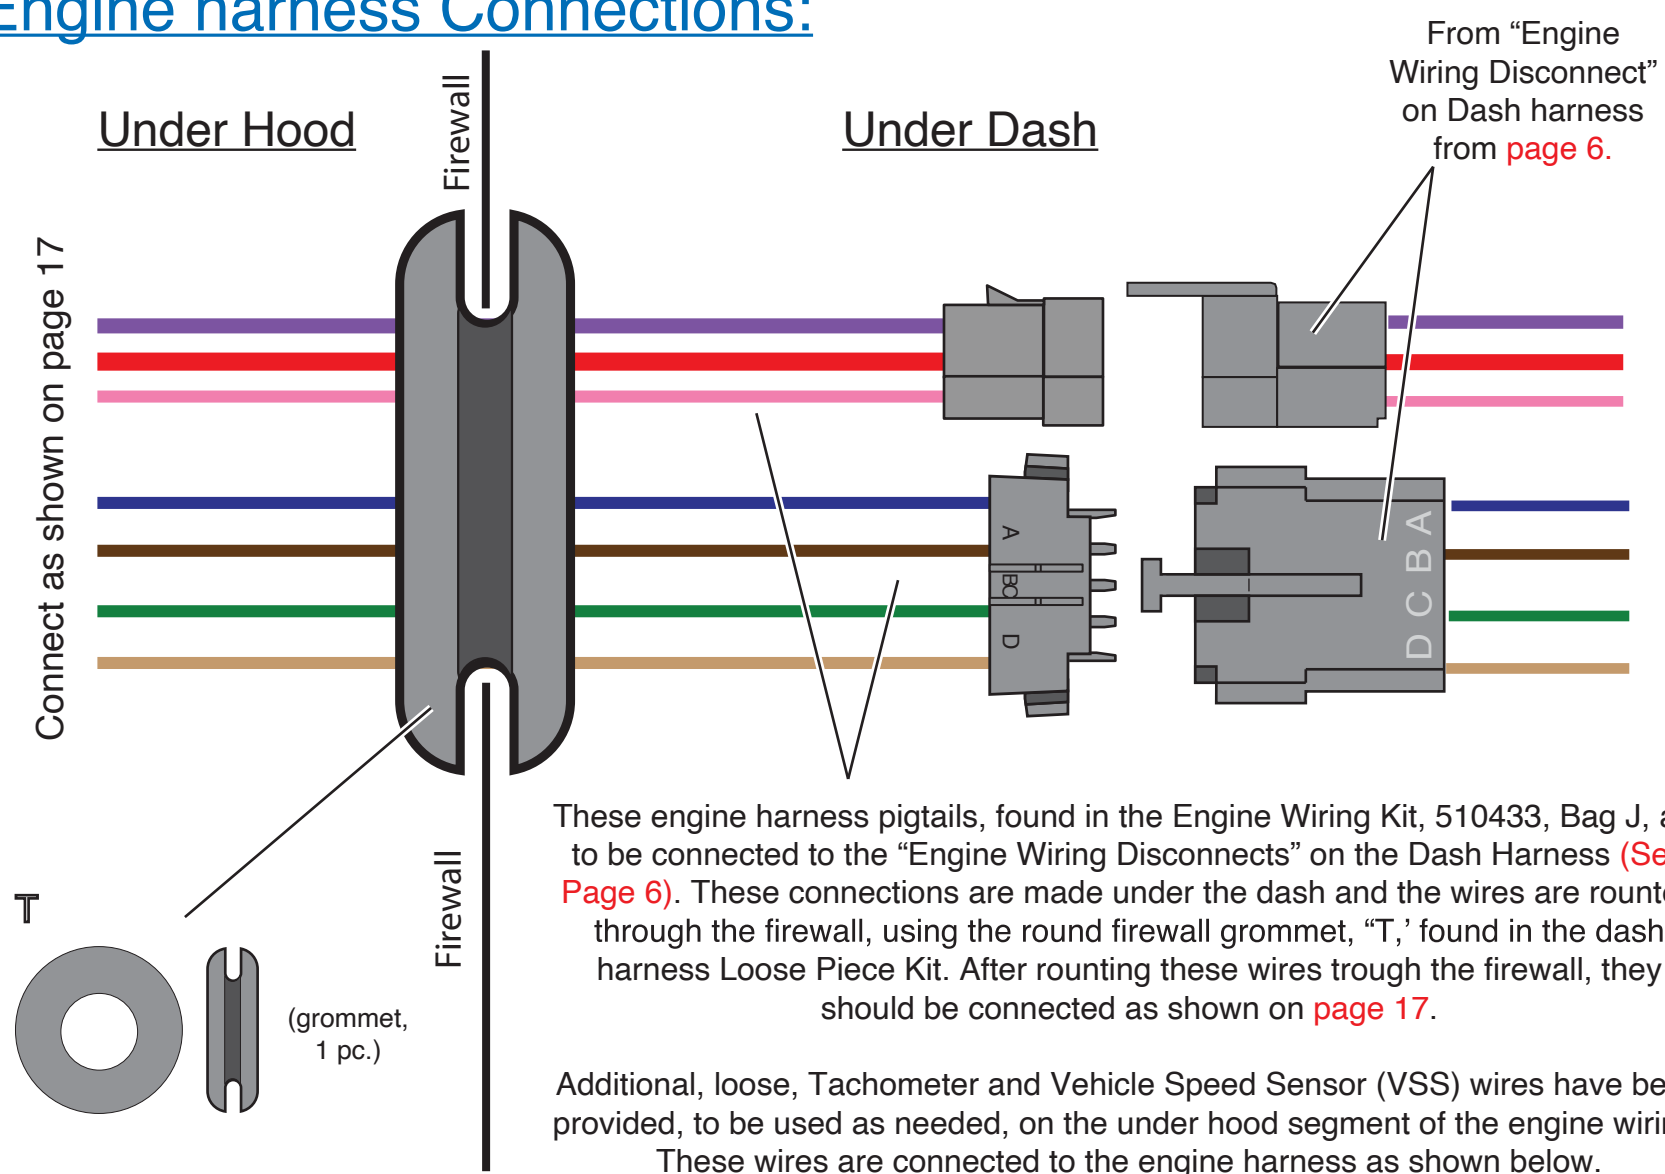 Engine harness Connections:
From “Engine
Wiring Disconnect”
on Dash harness
from page 6.
Under Hood
Firewall
Under Dash
Connect as shown on page 17
A
BC
D
A
B
C
D
These engine harness pigtails, found in the Engine Wiring Kit, 510433, Bag J, a
to be connected to the “Engine Wiring Disconnects” on the Dash Harness (Se
Page 6). These connections are made under the dash and the wires are rounte
through the firewall, using the round firewall grommet, “T,’ found in the dash
harness Loose Piece Kit. After rounting these wires trough the firewall, they
should be connected as shown on page 17.
Firewall
T
(grommet,
1 pc.)
Additional, loose, Tachometer and Vehicle Speed Sensor (VSS) wires have be
provided, to be used as needed, on the under hood segment of the engine wirin
These wires are connected to the engine harness as shown below.